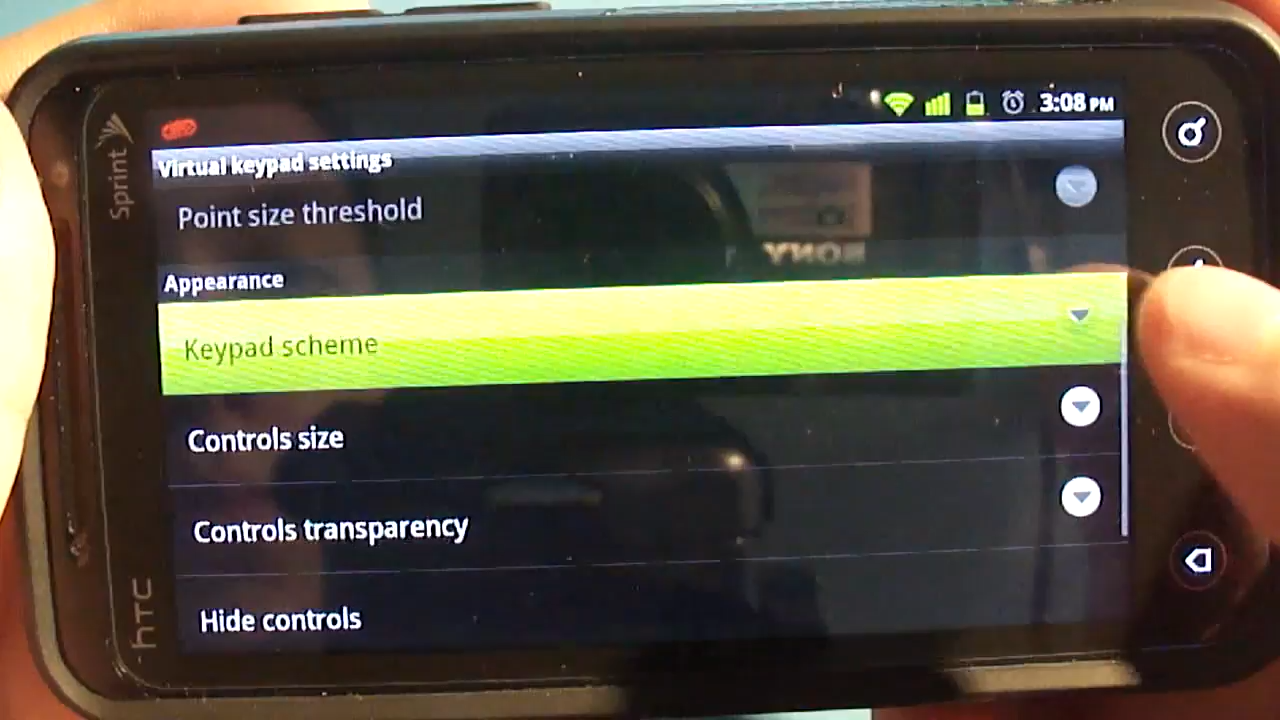 3:08 PM
Sprint
Virtual keypad settings
Point size threshold
SONY
Appearance
Keypad scheme
Controls size
Controls transparency
Hide controls
hTC